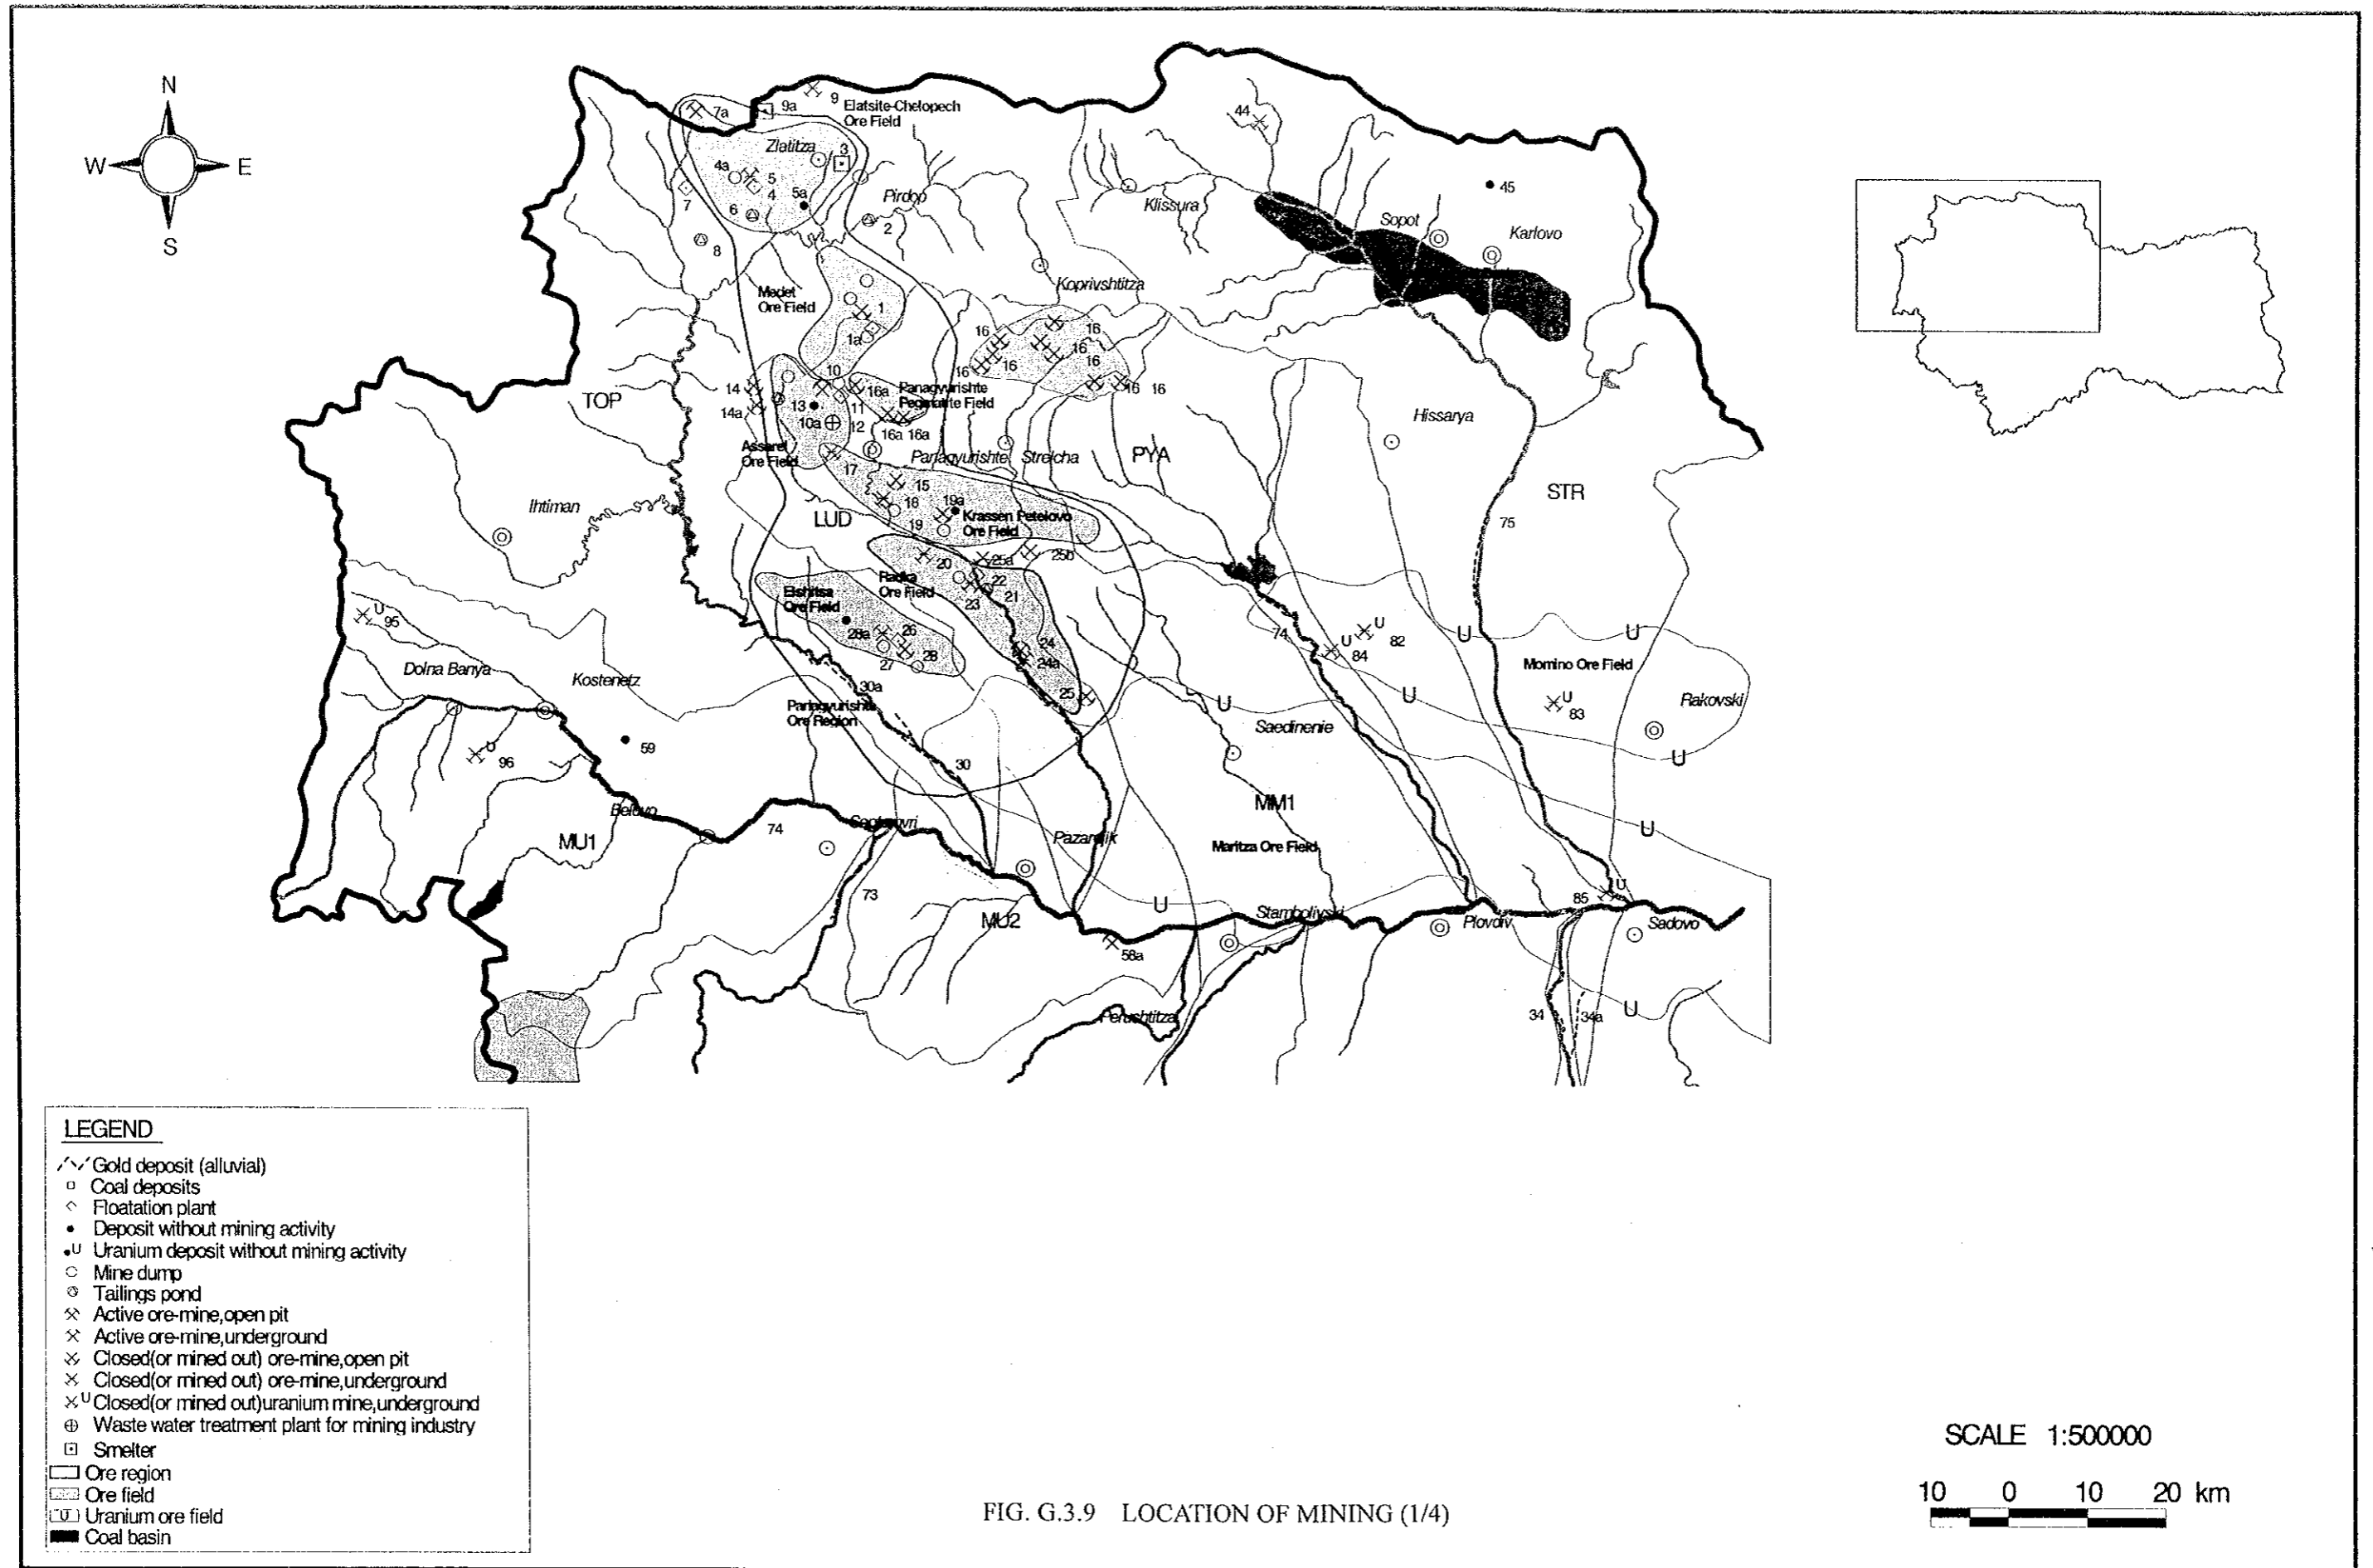 N
W
E
S
9
9a
7a
Elatsite-Chelopech
Ore Field
44
Zlatitza
3
4a
5
4
5a
7
6
Pirdop
2
8
Klissura
45
Sopot
Karlovo
Medet
Ore Field
Koprivshtitza
1
1a
16
16
16
16
16
16
16
16
10
14
14a
16a
Panagyurishte
Pegmatite Field
TOP
13
11
10a
12
16a
16a
Hissarya
Assarel
Ore Field
Panagyurishte
Strelcha
PYA
17
15
STR
18
19a
Ihtiman
LUD
19
Krassen Petelovo
Ore Field
75
20
25a
25b
Radka
Ore Field
22
21
23
Elshitsa
Ore Field
28a
26
27
28
24
24a
U
95
74
U
84
U
82
U
U
Momino Ore Field
Dolna Banya
Kostenetz
30a
25
U
U
U
83
Rakovski
Panagyurishte
Ore Region
Saedinenie
59
U
96
30
U
MM1
Belovo
74
Septemvri
Pazardjik
U
MU1
Maritza Ore Field
73
MU2
U
Stambolivski
Plovdiv
85
U
Sadovo
58a
Perushtitza
34
34a
U
LEGEND
Gold deposit (alluvial)
Coal deposits
Floatation plant
Deposit without mining activity
U Uranium deposit without mining activity
Mine dump
Tailings pond
Active ore-mine,open pit
Active ore-mine,underground
Closed(or mined out) ore-mine,open pit
Closed(or mined out) ore-mine,underground
U Closed(or mined out)uranium mine,underground
Waste water treatment plant for mining industry
Smelter
Ore region
Ore field
U Uranium ore field
Coal basin
SCALE 1:500000
10 0 10 20 km
FIG. G.3.9 LOCATION OF MINING (1/4)